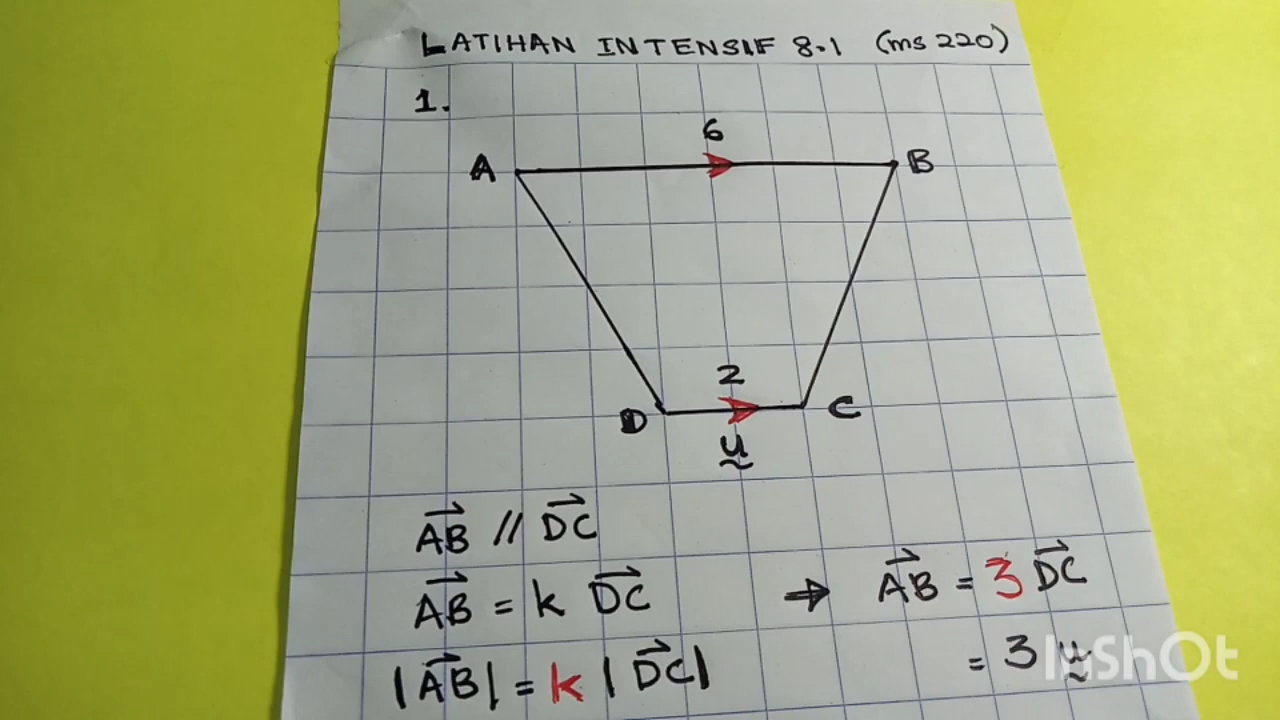 LATIHAN INTENSIF 8.1 (ms 220)
1.
6
A
B
2
D
C
u
~
AB // DC
AB = k DC
⇒ AB = 3 DC
|AB| = k |DC|
= 3 u
~
InShOt